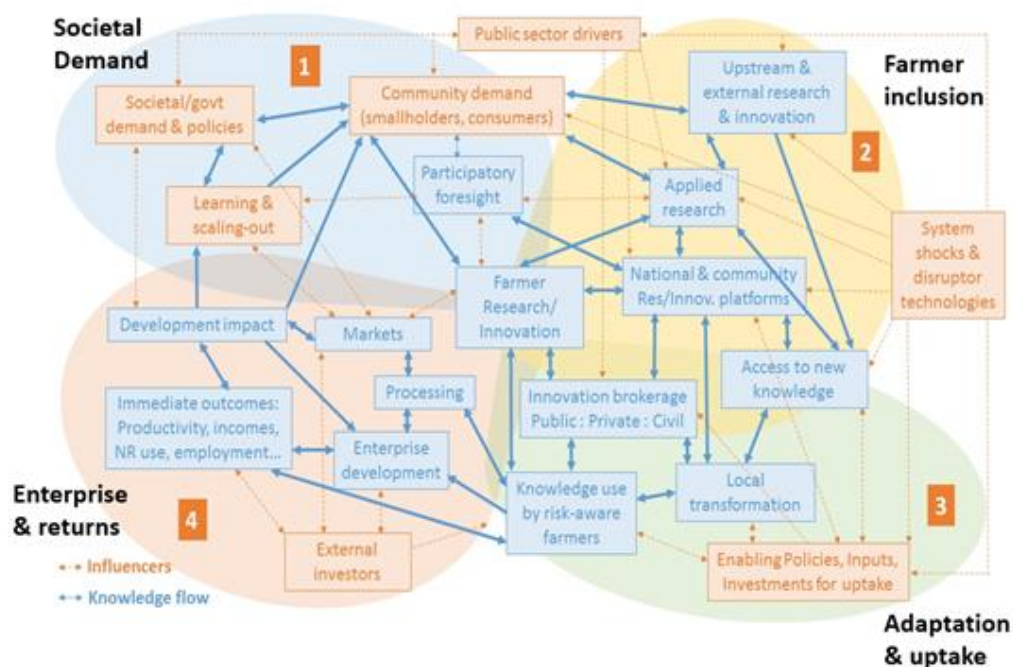 Societal
Demand
1
Public sector drivers
Upstream &
external research
& innovation
Farmer
inclusion
2
Societal/govt
demand & policies
Community demand
(smallholders, consumers)
Participatory
foresight
Applied
research
Learning &
scaling-out
System
shocks &
disruptor
technologies
Farmer
Research/
Innovation
National & community
Res/Innov. platforms
Development impact
Markets
Access to new
knowledge
Processing
Innovation brokerage
Public : Private : Civil
Immediate outcomes:
Productivity, incomes,
NR use, employment...
Enterprise
development
Knowledge use
by risk-aware
farmers
Local
transformation
Enterprise
& returns
4
3
External
investors
Enabling Policies, Inputs,
Investments for uptake
Influencers
Knowledge flow
Adaptation
& uptake